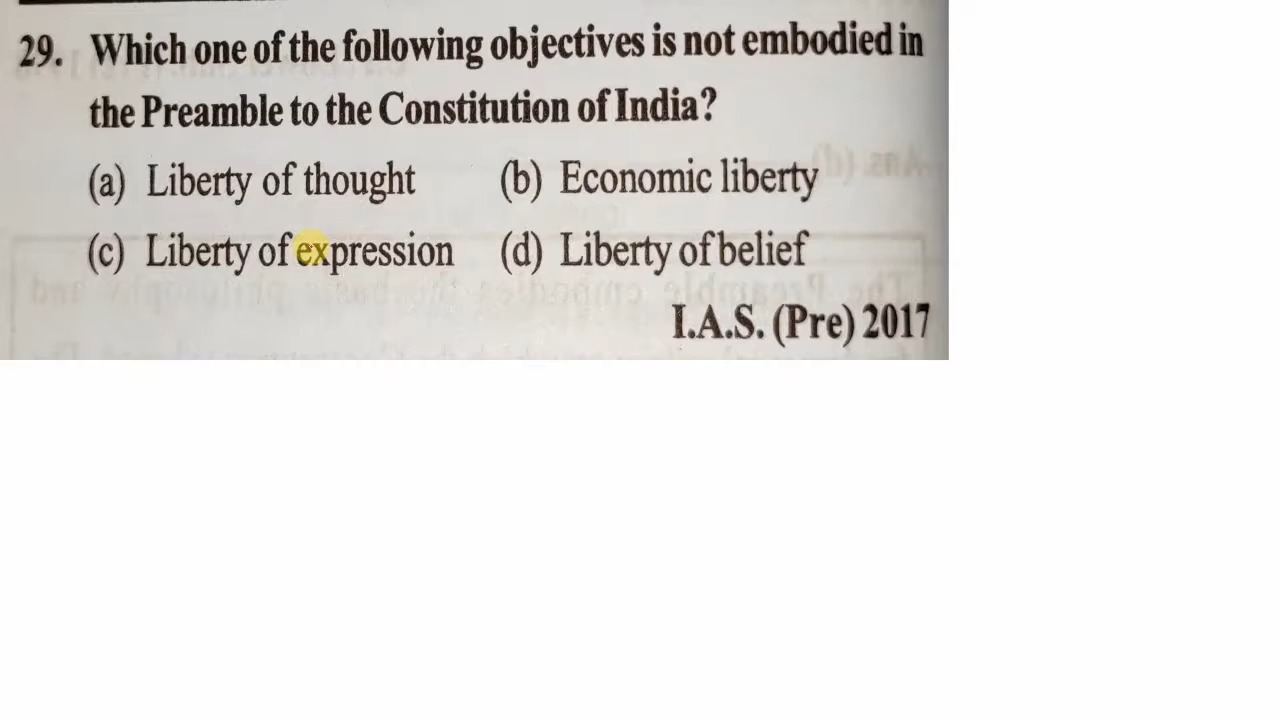 29. Which one of the following objectives is not embodied in
the Preamble to the Constitution of India?
(a) Liberty of thought (b) Economic liberty
(c) Liberty of expression (d) Liberty of belief
I.A.S. (Pre) 2017